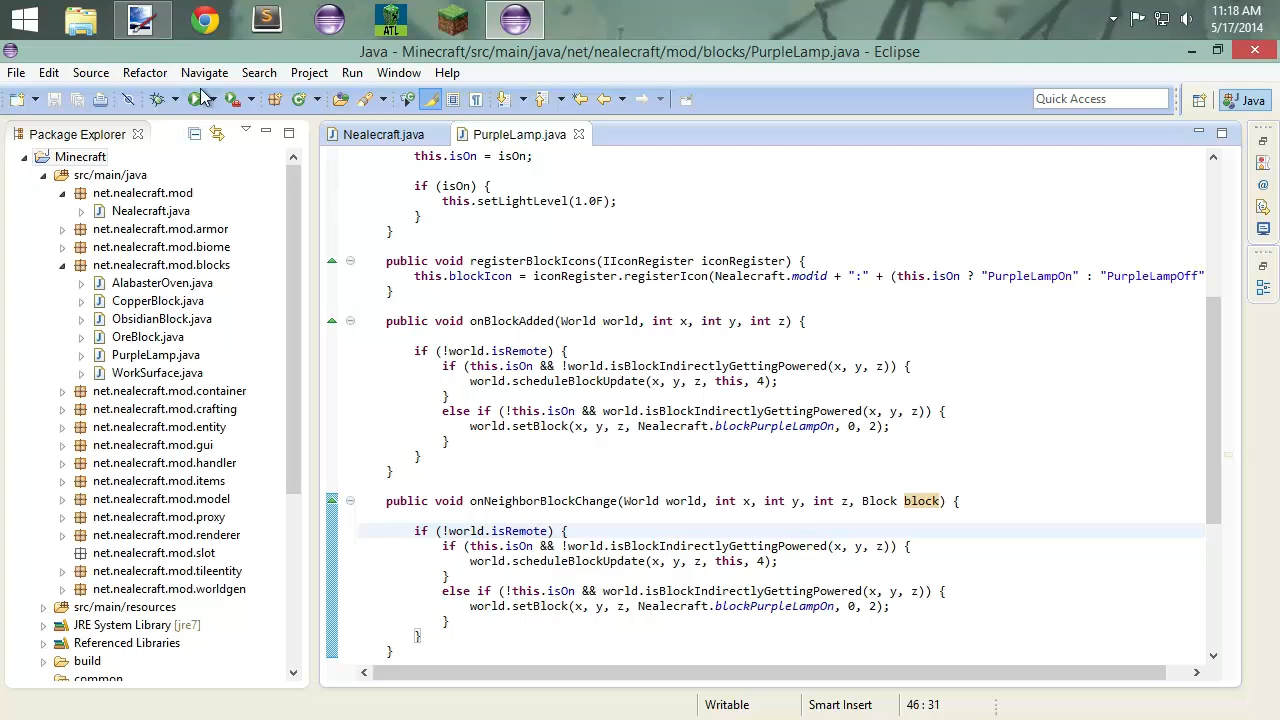 ATL
11:18 AM
5/17/2014
Java - Minecraft/src/main/java/net/nealecraft/mod/blocks/PurpleLamp.java - Eclipse
File Edit Source Refactor Navigate Search Project Run Window Help
Quick Access
Java
Package Explorer
Nealecraft.java
PurpleLamp.java
Minecraft
src/main/java
net.nealecraft.mod
Nealecraft.java
net.nealecraft.mod.armor
net.nealecraft.mod.biome
net.nealecraft.mod.blocks
AlabasterOven.java
CopperBlock.java
ObsidianBlock.java
OreBlock.java
PurpleLamp.java
WorkSurface.java
net.nealecraft.mod.container
net.nealecraft.mod.crafting
net.nealecraft.mod.entity
net.nealecraft.mod.gui
net.nealecraft.mod.handler
net.nealecraft.mod.items
net.nealecraft.mod.model
net.nealecraft.mod.proxy
net.nealecraft.mod.renderer
net.nealecraft.mod.slot
net.nealecraft.mod.tileentity
net.nealecraft.mod.worldgen
src/main/resources
JRE System Library [jre7]
Referenced Libraries
build
common
this.isOn = isOn;
if (isOn) {
this.setLightLevel(1.0F);
}
}
public void registerBlockIcons(IIconRegister iconRegister) {
this.blockIcon = iconRegister.registerIcon(Nealecraft.modid + ":" + (this.isOn ? "PurpleLampOn" : "PurpleLampOff"
}
public void onBlockAdded(World world, int x, int y, int z) {
if (!world.isRemote) {
if (this.isOn && !world.isBlockIndirectlyGettingPowered(x, y, z)) {
world.scheduleBlockUpdate(x, y, z, this, 4);
}
else if (!this.isOn && world.isBlockIndirectlyGettingPowered(x, y, z)) {
world.setBlock(x, y, z, Nealecraft.blockPurpleLampOn, 0, 2);
}
}
}
public void onNeighborBlockChange(World world, int x, int y, int z, Block block) {
if (!world.isRemote) {
if (this.isOn && !world.isBlockIndirectlyGettingPowered(x, y, z)) {
world.scheduleBlockUpdate(x, y, z, this, 4);
}
else if (!this.isOn && world.isBlockIndirectlyGettingPowered(x, y, z)) {
world.setBlock(x, y, z, Nealecraft.blockPurpleLampOn, 0, 2);
}
}
}
Writable Smart Insert 46 : 31